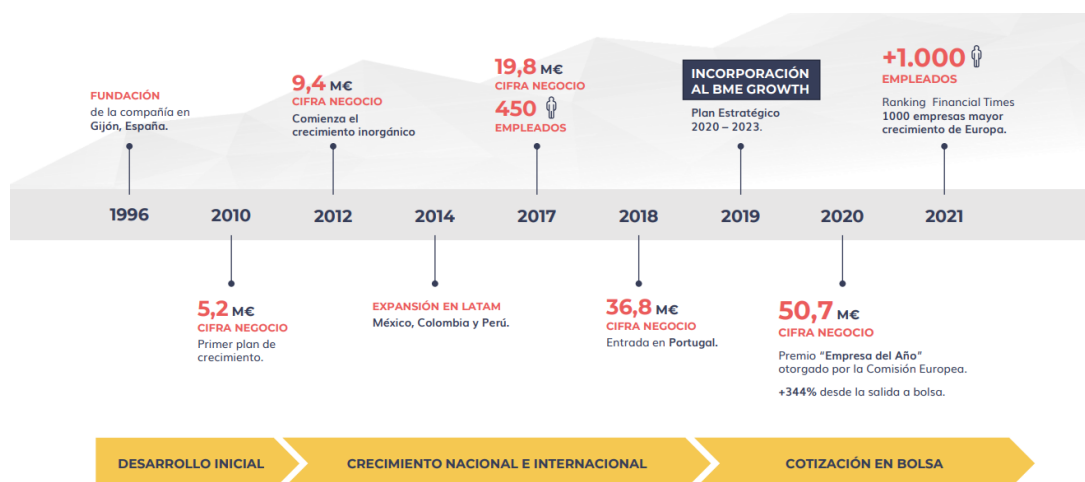 FUNDACIÓN
de la compañía en
Gijón, España.
9,4 M€
CIFRA NEGOCIO
Comienza el
crecimiento inorgánico
19,8 M€
CIFRA NEGOCIO
450
EMPLEADOS
INCORPORACIÓN
AL BME GROWTH
Plan Estratégico
2020 – 2023.
+1.000
EMPLEADOS
Ranking Financial Times
1000 empresas mayor
crecimiento de Europa.
1996 2010 2012 2014 2017 2018 2019 2020 2021
5,2 M€
CIFRA NEGOCIO
Primer plan de
crecimiento.
EXPANSIÓN EN LATAM
México, Colombia y Perú.
36,8 M€
CIFRA NEGOCIO
Entrada en Portugal.
50,7 M€
CIFRA NEGOCIO
Premio “Empresa del Año”
otorgado por la Comisión Europea.
+344% desde la salida a bolsa.
DESARROLLO INICIAL
CRECIMIENTO NACIONAL E INTERNACIONAL
COTIZACIÓN EN BOLSA